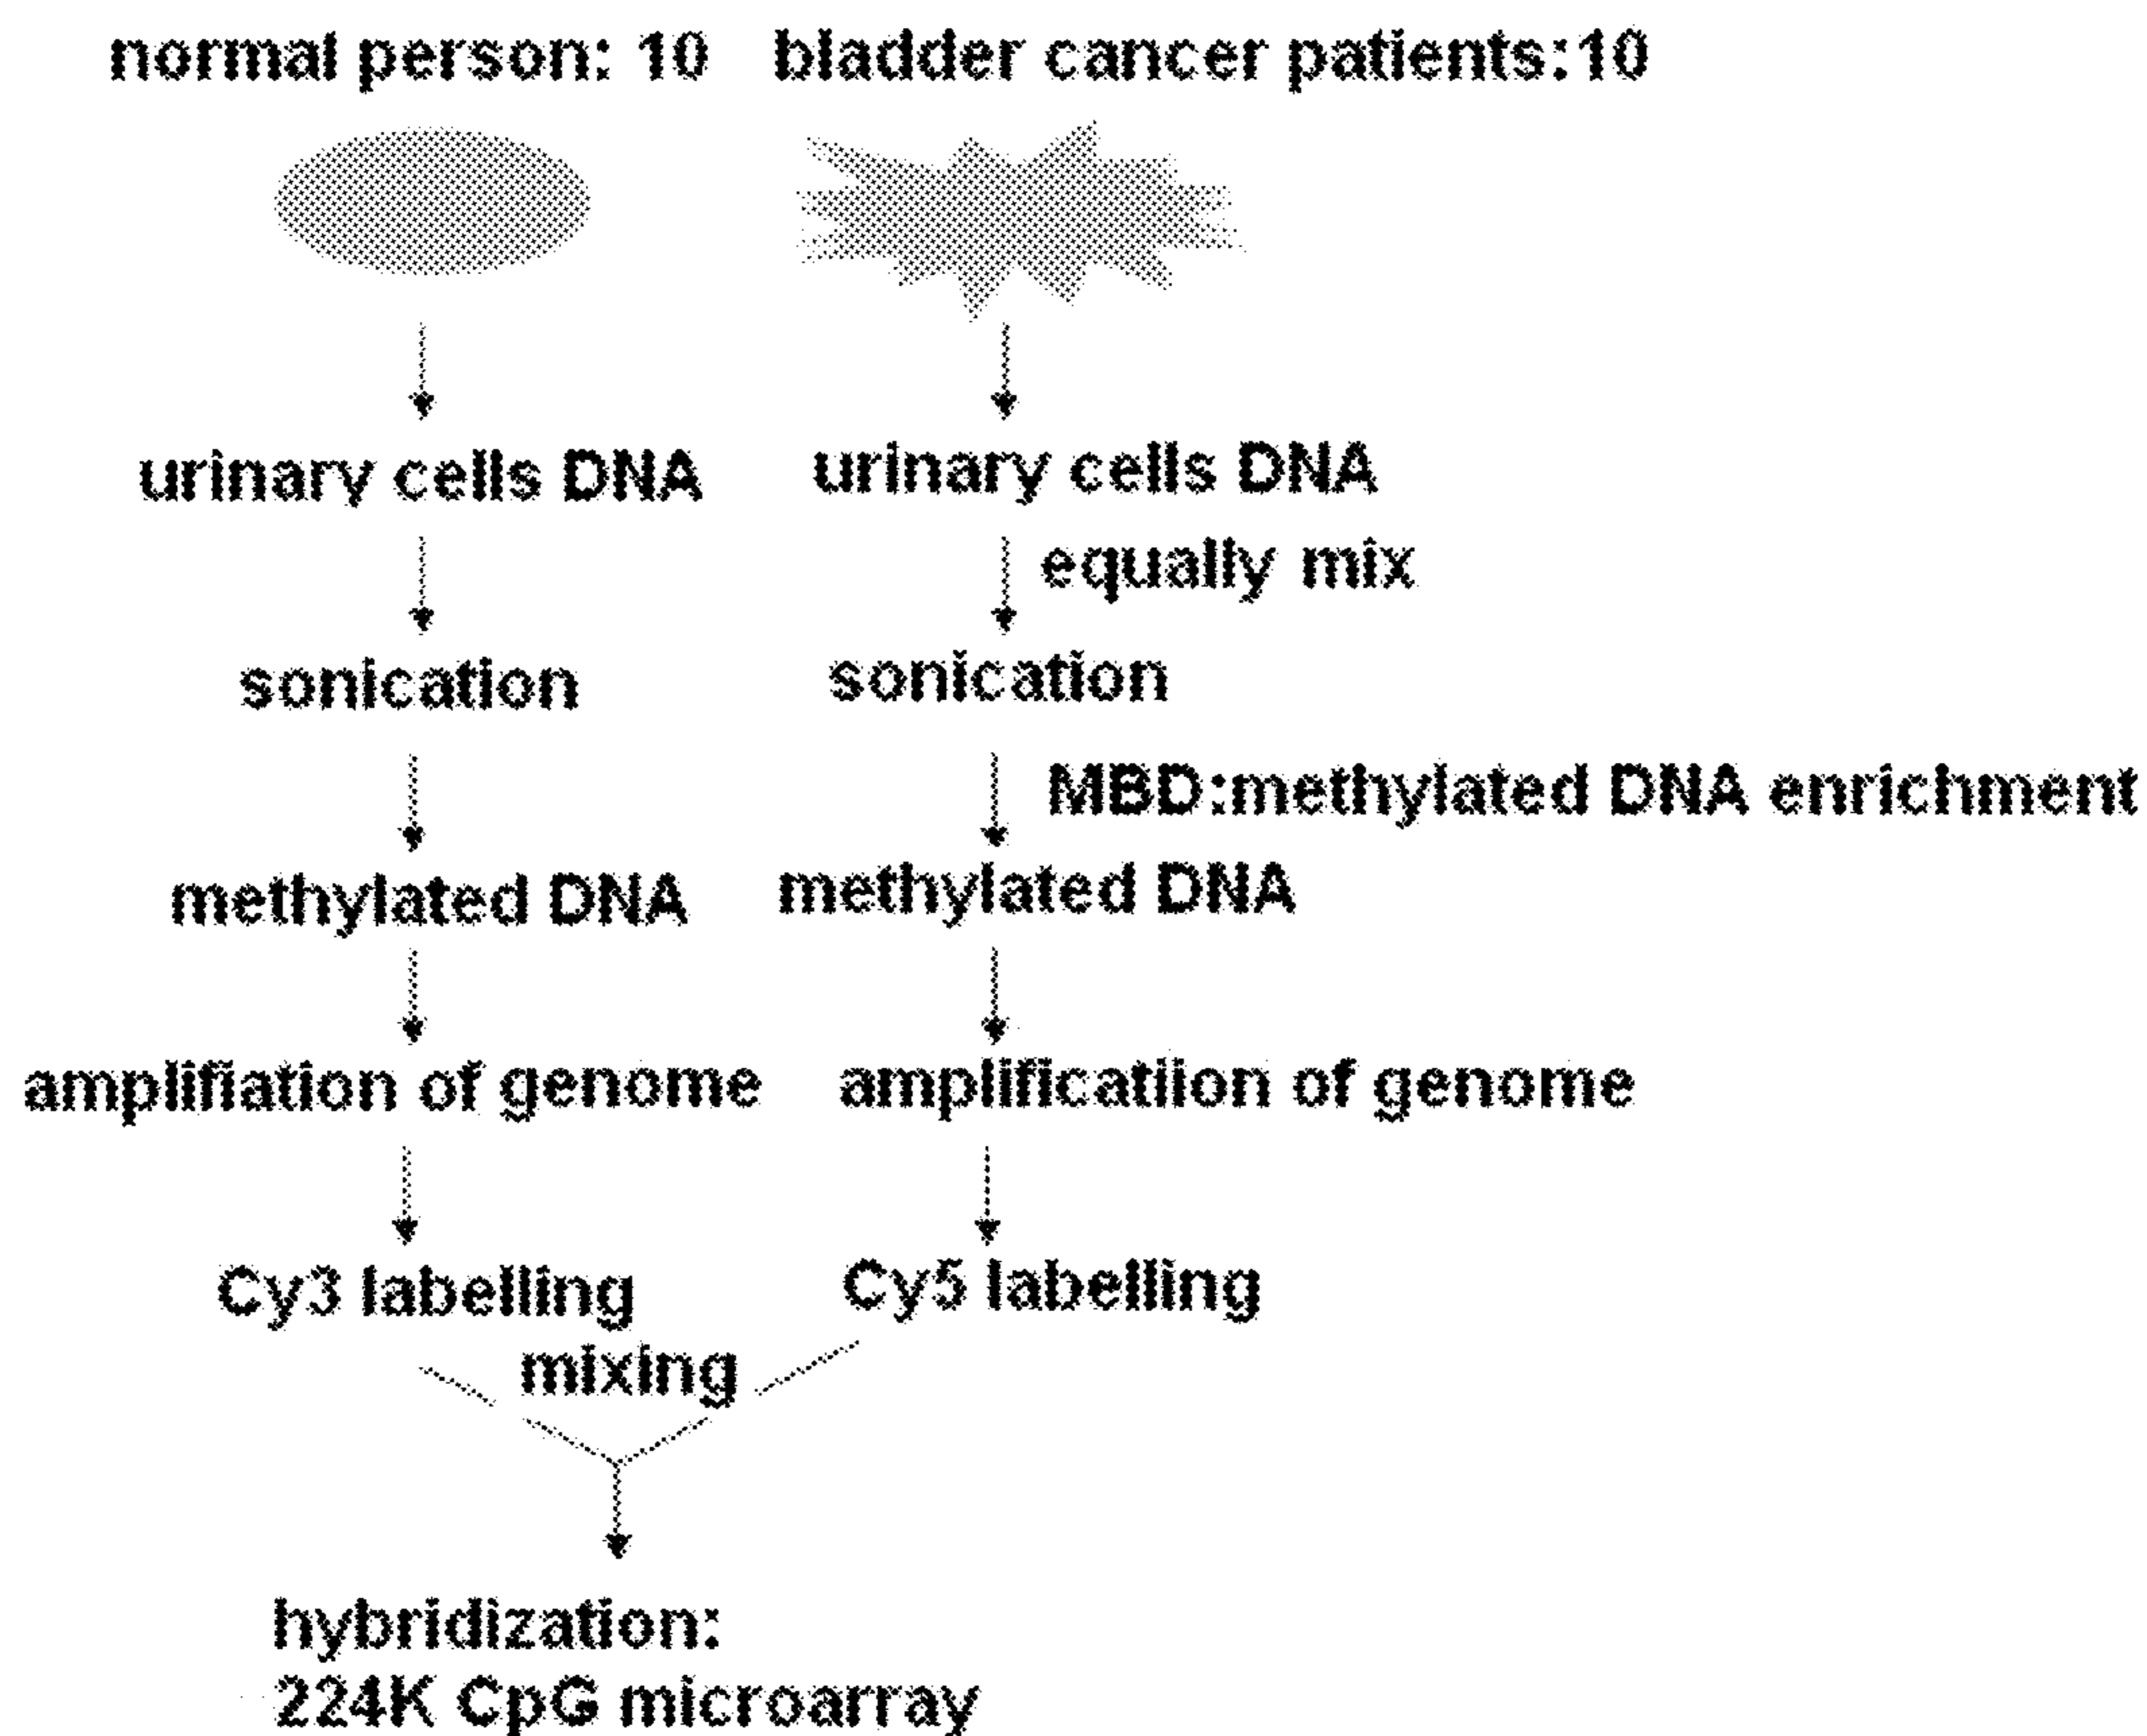 normal person: 10 bladder cancer patients:10
urinary cells DNA urinary cells DNA
equally mix
sonication sonication
MBD:methylated DNA enrichment
methylated DNA methylated DNA
amplifiation of genome amplificatiion of genome
Cy3 labelling Cy5 labelling
mixing
hybridization:
224K CpG microarray